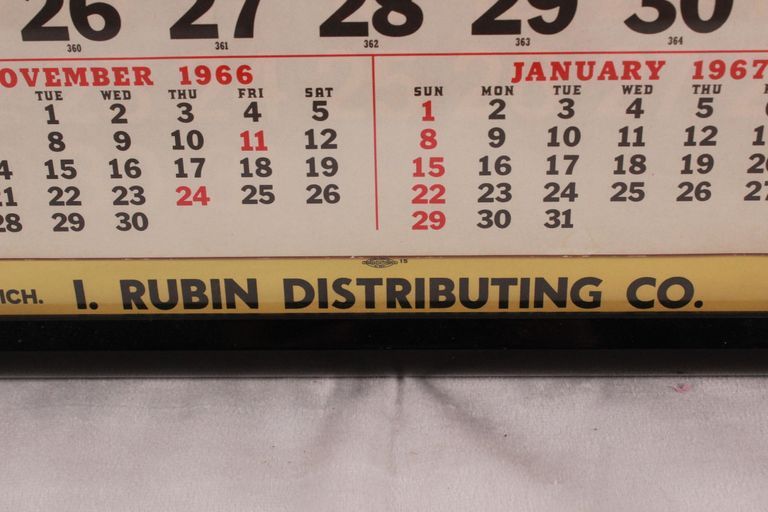 26 27 28 29 30
360 361 362 363 364
OVEMBER 1966
TUE WED THU FRI SAT
1 2 3 4 5
8 9 10 11 12
15 16 17 18 19
22 23 24 25 26
28 29 30
JANUARY 1967
SUN MON TUE WED THU
1 2 3 4 5
8 9 10 11 12
15 16 17 18 19
22 23 24 25 26
29 30 31
15
ICH. I. RUBIN DISTRIBUTING CO.